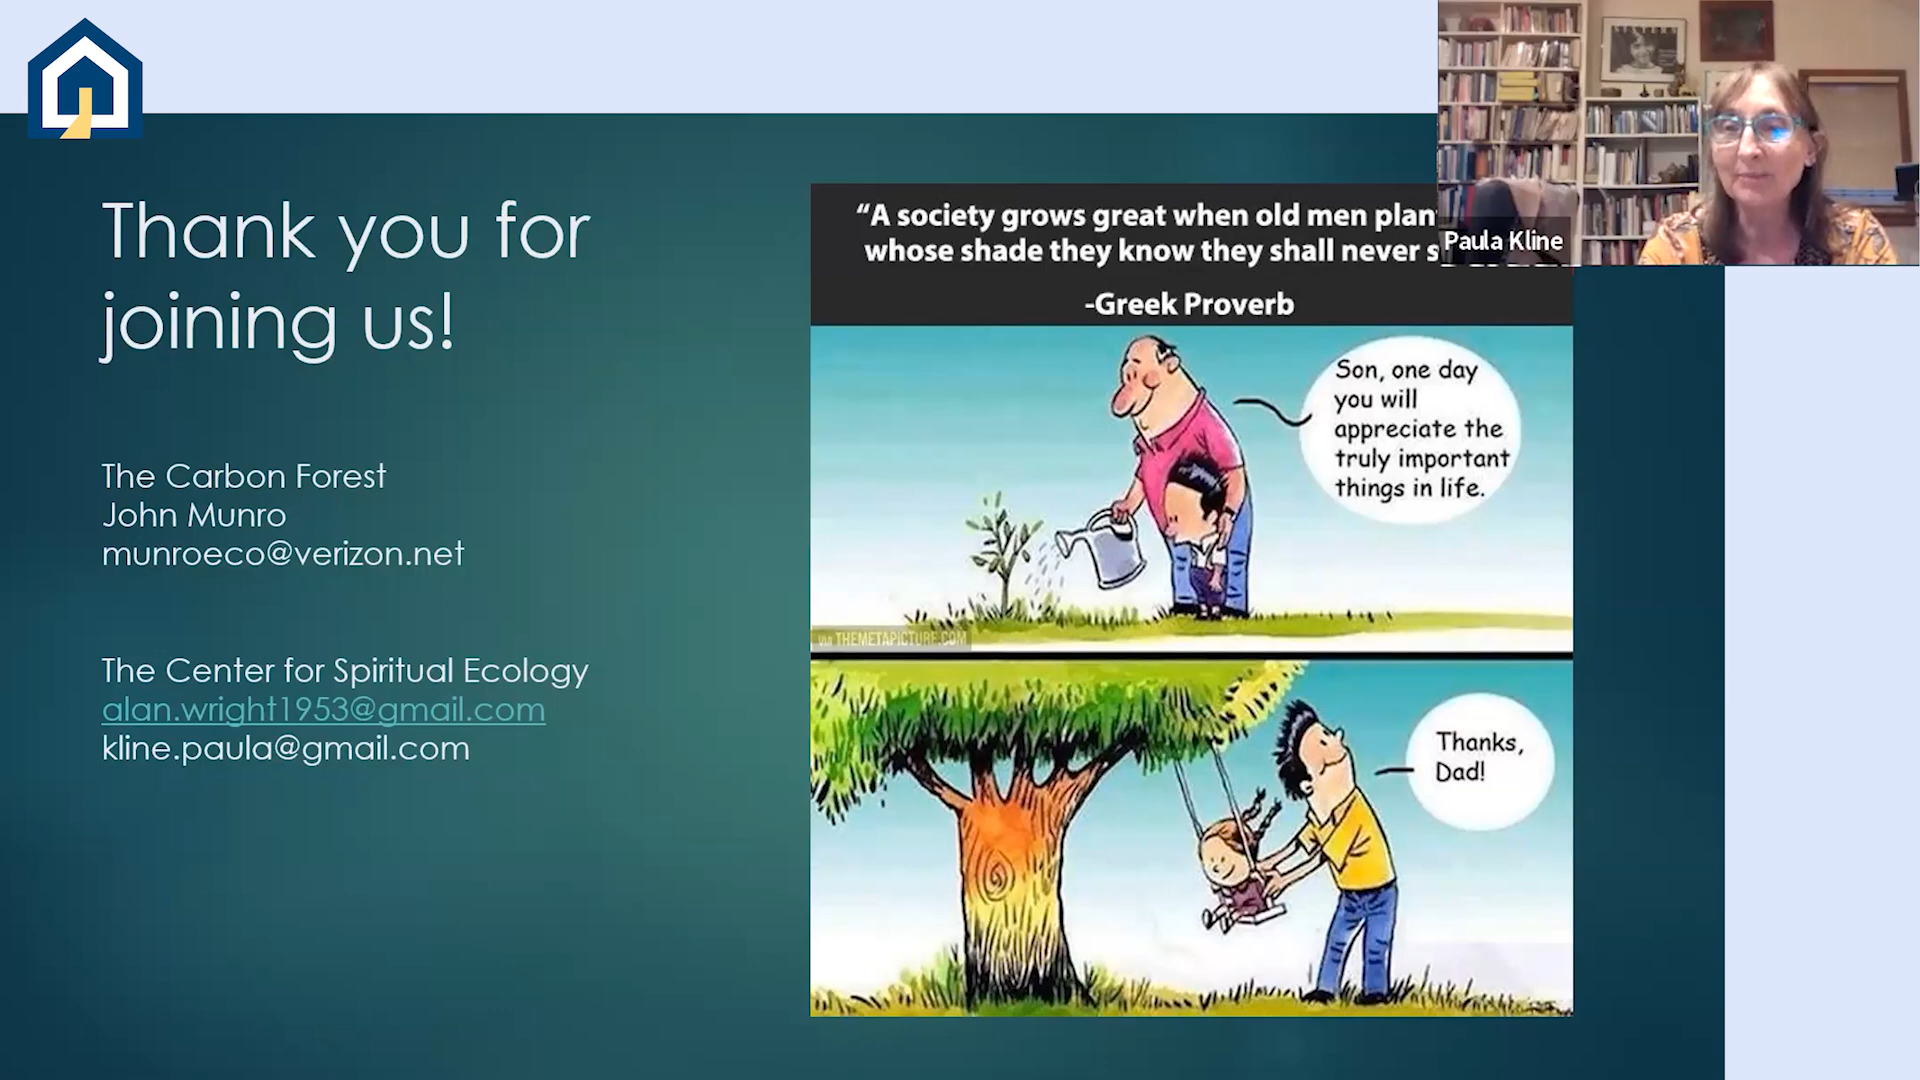 Thank you for
joining us!
The Carbon Forest
John Munro
munroeco@verizon.net
The Center for Spiritual Ecology
alan.wright1953@gmail.com
kline.paula@gmail.com
“A society grows great when old men plan
whose shade they know they shall never s
-Greek Proverb
Son, one day
you will
appreciate the
truly important
things in life.
via THEMETAPICTURE.COM
Thanks,
Dad!
Paula Kline